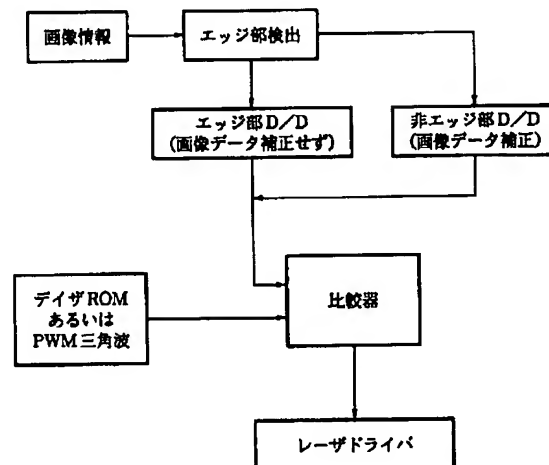 画像情報
エッジ部検出
エッジ部D/D
(画像データ補正せず)
非エッジ部D/D
(画像データ補正)
デイザROM
あるいは
PWM三角波
比較器
レーザドライバ